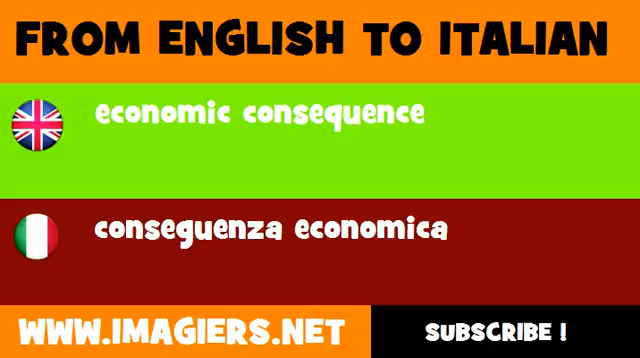 FROM ENGLISH TO ITALIAN
economic consequence
conseguenza economica
WWW.IMAGIERS.NET
SUBSCRIBE !